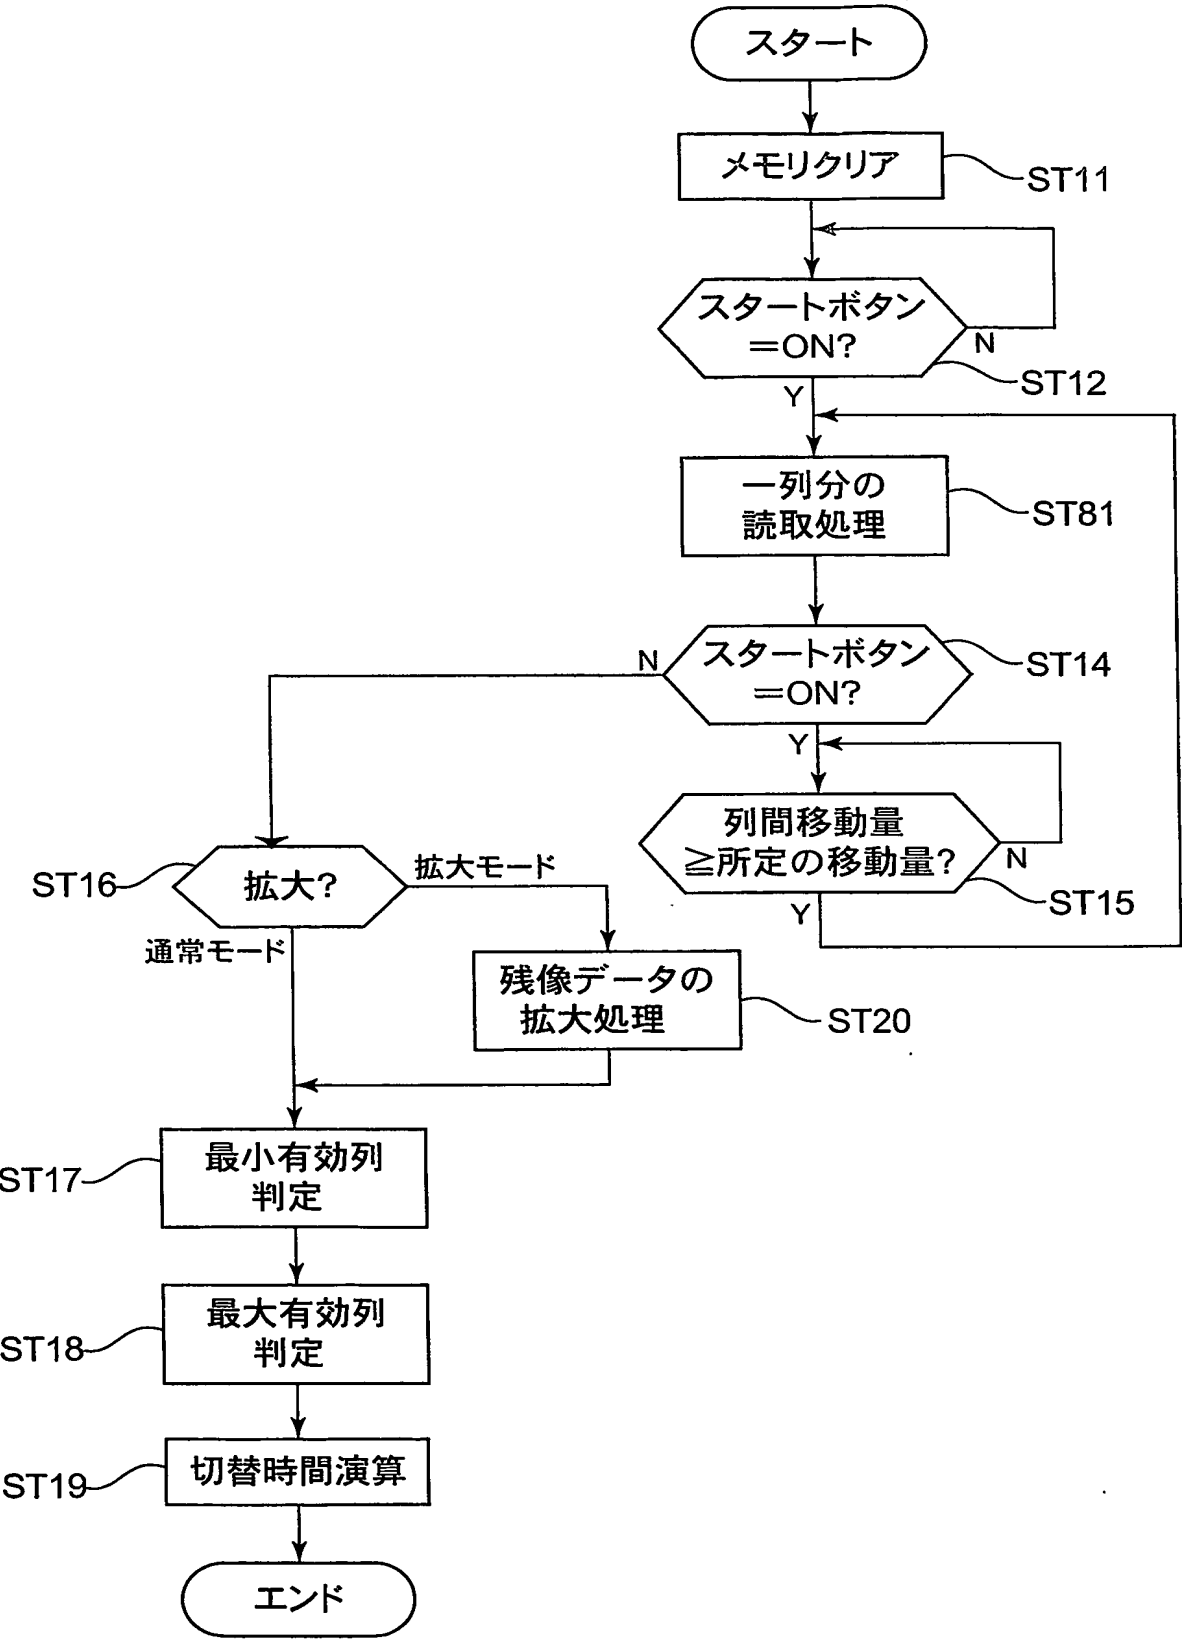 スタート
メモリクリア
ST11
スタートボタン
=ON?
N
ST12
Y
一列分の
読取処理
ST81
スタートボタン
=ON?
N
ST14
Y
列間移動量
≧所定の移動量?
N
ST15
Y
拡大?
ST16
拡大モード
通常モード
残像データの
拡大処理
ST20
最小有効列
判定
ST17
最大有効列
判定
ST18
切替時間演算
ST19
エンド